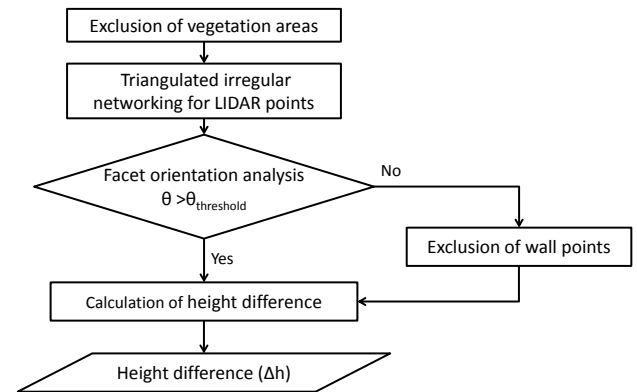 Exclusion of vegetation areas
Triangulated irregular
networking for LIDAR points
Facet orientation analysis
θ >θthreshold
No
Exclusion of wall points
Yes
Calculation of height difference
Height difference (Δh)